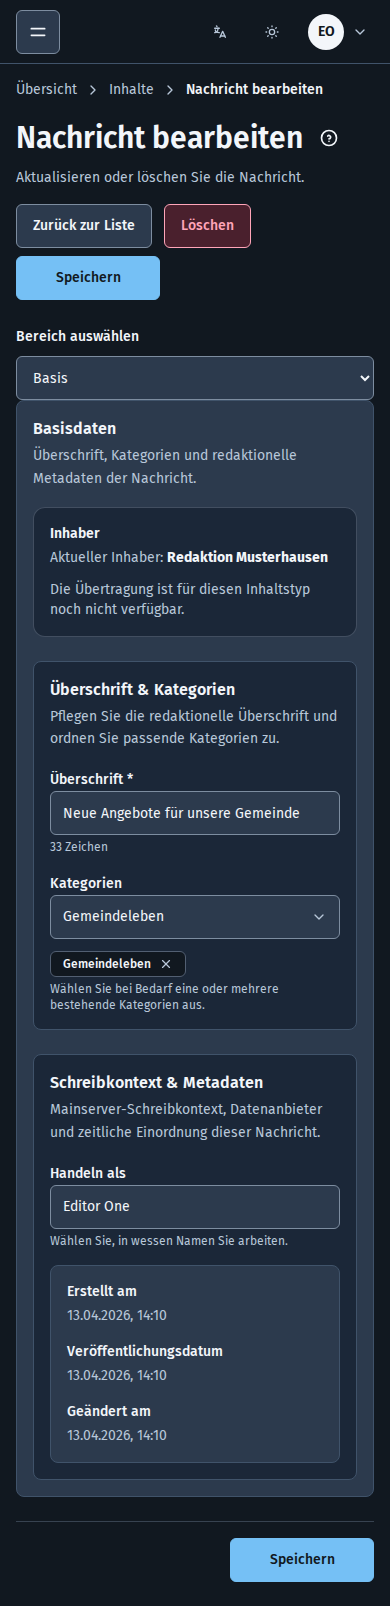 EO
Übersicht > Inhalte > Nachricht bearbeiten
Nachricht bearbeiten
Aktualisieren oder löschen Sie die Nachricht.
Zurück zur Liste
Löschen
Speichern
Bereich auswählen
Basis
Basisdaten
Überschrift, Kategorien und redaktionelle
Metadaten der Nachricht.
Inhaber
Aktueller Inhaber: Redaktion Musterhausen
Die Übertragung ist für diesen Inhaltstyp
noch nicht verfügbar.
Überschrift & Kategorien
Pflegen Sie die redaktionelle Überschrift und
ordnen Sie passende Kategorien zu.
Überschrift *
Neue Angebote für unsere Gemeinde
33 Zeichen
Kategorien
Gemeindeleben
Gemeindeleben
Wählen Sie bei Bedarf eine oder mehrere
bestehende Kategorien aus.
Schreibkontext & Metadaten
Mainserver-Schreibkontext, Datenanbieter
und zeitliche Einordnung dieser Nachricht.
Handeln als
Editor One
Wählen Sie, in wessen Namen Sie arbeiten.
Erstellt am
13.04.2026, 14:10
Veröffentlichungsdatum
13.04.2026, 14:10
Geändert am
13.04.2026, 14:10
Speichern